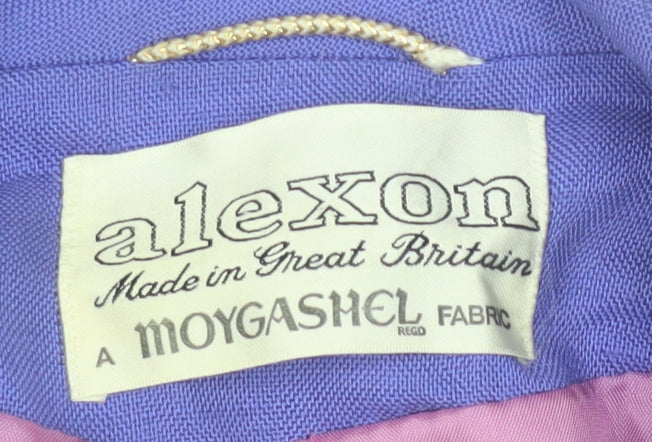 alexon
Made in Great Britain
A MOYGASHEL REGD FABRIC